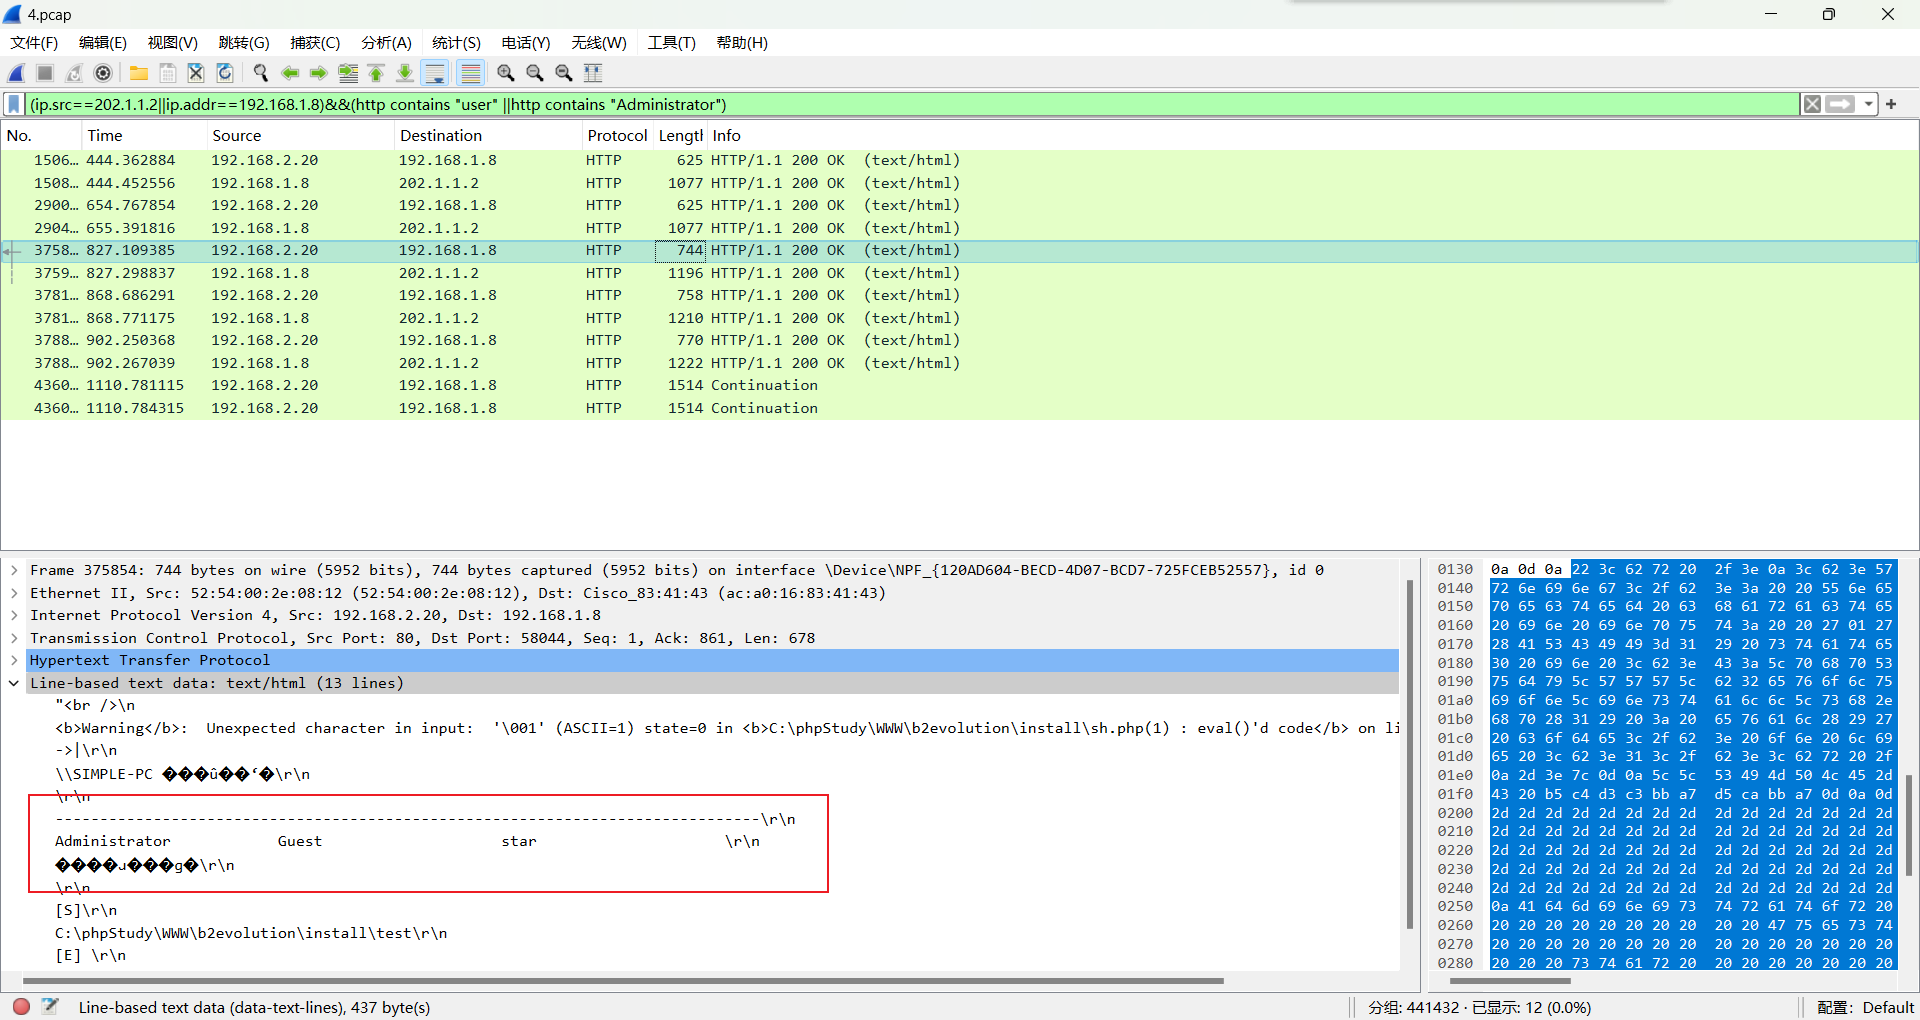 4.pcap
文件(F) 编辑(E) 视图(V) 跳转(G) 捕获(C) 分析(A) 统计(S) 电话(Y) 无线(W) 工具(T) 帮助(H)
(ip.src==202.1.1.2||ip.addr==192.168.1.8)&&(http contains "user" ||http contains "Administrator")
No. Time Source Destination Protocol Lengtl Info
1506… 444.362884 192.168.2.20 192.168.1.8 HTTP 625 HTTP/1.1 200 OK (text/html)
1508… 444.452556 192.168.1.8 202.1.1.2 HTTP 1077 HTTP/1.1 200 OK (text/html)
2900… 654.767854 192.168.2.20 192.168.1.8 HTTP 625 HTTP/1.1 200 OK (text/html)
2904… 655.391816 192.168.1.8 202.1.1.2 HTTP 1077 HTTP/1.1 200 OK (text/html)
3758… 827.109385 192.168.2.20 192.168.1.8 HTTP 744 HTTP/1.1 200 OK (text/html)
3759… 827.298837 192.168.1.8 202.1.1.2 HTTP 1196 HTTP/1.1 200 OK (text/html)
3781… 868.686291 192.168.2.20 192.168.1.8 HTTP 758 HTTP/1.1 200 OK (text/html)
3781… 868.771175 192.168.1.8 202.1.1.2 HTTP 1210 HTTP/1.1 200 OK (text/html)
3788… 902.250368 192.168.2.20 192.168.1.8 HTTP 770 HTTP/1.1 200 OK (text/html)
3788… 902.267039 192.168.1.8 202.1.1.2 HTTP 1222 HTTP/1.1 200 OK (text/html)
4360… 1110.781115 192.168.2.20 192.168.1.8 HTTP 1514 Continuation
4360… 1110.784315 192.168.2.20 192.168.1.8 HTTP 1514 Continuation
Frame 375854: 744 bytes on wire (5952 bits), 744 bytes captured (5952 bits) on interface \Device\NPF_{120AD604-BECD-4D07-BCD7-725FCEB52557}, id 0
Ethernet II, Src: 52:54:00:2e:08:12 (52:54:00:2e:08:12), Dst: Cisco_83:41:43 (ac:a0:16:83:41:43)
Internet Protocol Version 4, Src: 192.168.2.20, Dst: 192.168.1.8
Transmission Control Protocol, Src Port: 80, Dst Port: 58044, Seq: 1, Ack: 861, Len: 678
Hypertext Transfer Protocol
Line-based text data: text/html (13 lines)
"<br />\n
<b>Warning</b>:  Unexpected character in input:  '\001' (ASCII=1) state=0 in <b>C:\phpStudy\WWW\b2evolution\install\sh.php(1) : eval()'d code</b> on li
->|\r\n
\\SIMPLE-PC ���û��ʻ�\r\n
\r\n
-------------------------------------------------------------------------------\r\n
Administrator Guest star \r\n
����ɹ���ɡ�\r\n
\r\n
[S]\r\n
C:\phpStudy\WWW\b2evolution\install\test\r\n
[E] \r\n
0130 0a 0d 0a 22 3c 62 72 20 2f 3e 0a 3c 62 3e 57
0140 72 6e 69 6e 67 3c 2f 62 3e 3a 20 20 55 6e 65
0150 70 65 63 74 65 64 20 63 68 61 72 61 63 74 65
0160 20 69 6e 20 69 6e 70 75 74 3a 20 20 27 01 27
0170 28 41 53 43 49 49 3d 31 29 20 73 74 61 74 65
0180 30 20 69 6e 20 3c 62 3e 43 3a 5c 70 68 70 53
0190 75 64 79 5c 57 57 57 5c 62 32 65 76 6f 6c 75
01a0 69 6f 6e 5c 69 6e 73 74 61 6c 6c 5c 73 68 2e
01b0 68 70 28 31 29 20 3a 20 65 76 61 6c 28 29 27
01c0 20 63 6f 64 65 3c 2f 62 3e 20 6f 6e 20 6c 69
01d0 65 20 3c 62 3e 31 3c 2f 62 3e 3c 62 72 20 2f
01e0 0a 2d 3e 7c 0d 0a 5c 5c 53 49 4d 50 4c 45 2d
01f0 43 20 b5 c4 d3 c3 bb a7 d5 ca bb a7 0d 0a 0d
0200 2d 2d 2d 2d 2d 2d 2d 2d 2d 2d 2d 2d 2d 2d 2d
0210 2d 2d 2d 2d 2d 2d 2d 2d 2d 2d 2d 2d 2d 2d 2d
0220 2d 2d 2d 2d 2d 2d 2d 2d 2d 2d 2d 2d 2d 2d 2d
0230 2d 2d 2d 2d 2d 2d 2d 2d 2d 2d 2d 2d 2d 2d 2d
0240 2d 2d 2d 2d 2d 2d 2d 2d 2d 2d 2d 2d 2d 2d 2d
0250 0a 41 64 6d 69 6e 69 73 74 72 61 74 6f 72 20
0260 20 20 20 20 20 20 20 20 20 20 20 47 75 65 73 74
0270 20 20 20 20 20 20 20 20 20 20 20 20 20 20 20
0280 20 20 20 73 74 61 72 20 20 20 20 20 20 20 20
Line-based text data (data-text-lines), 437 byte(s)
分组: 441432 · 已显示: 12 (0.0%)
配置: Default